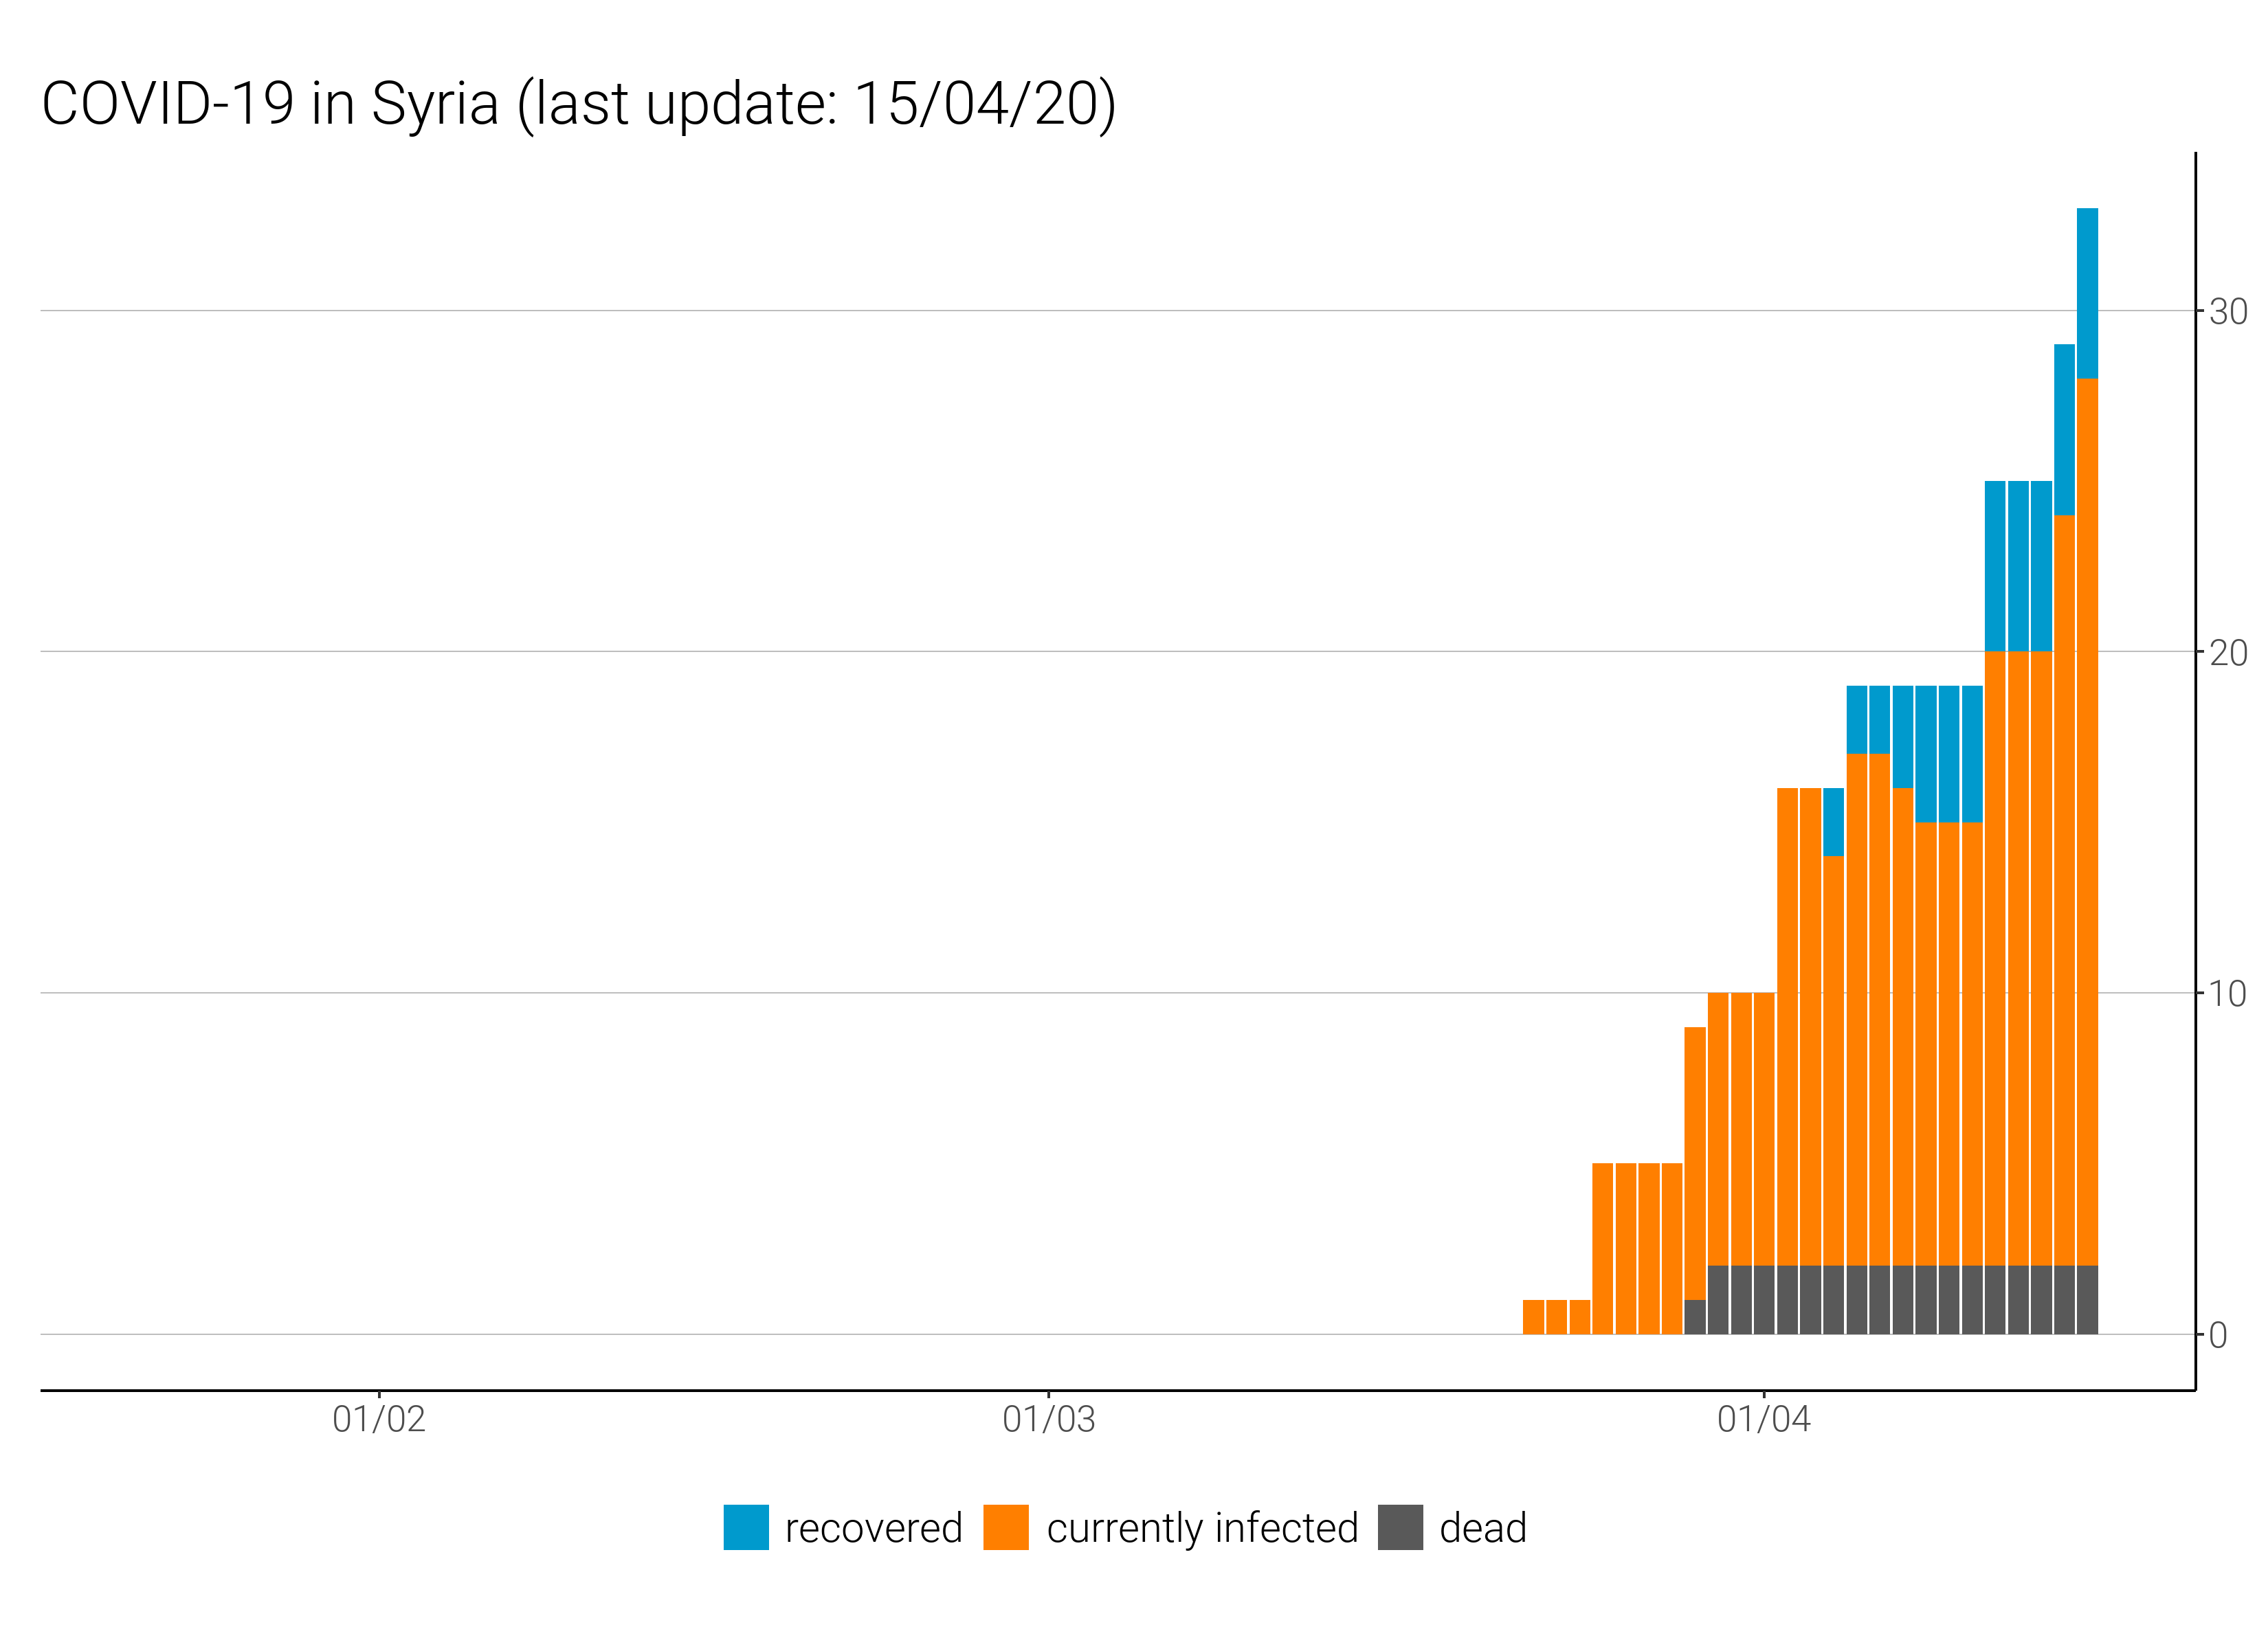 COVID-19 in Syria (last update: 15/04/20)
30
20
10
0
01/02 01/03 01/04
recovered currently infected dead